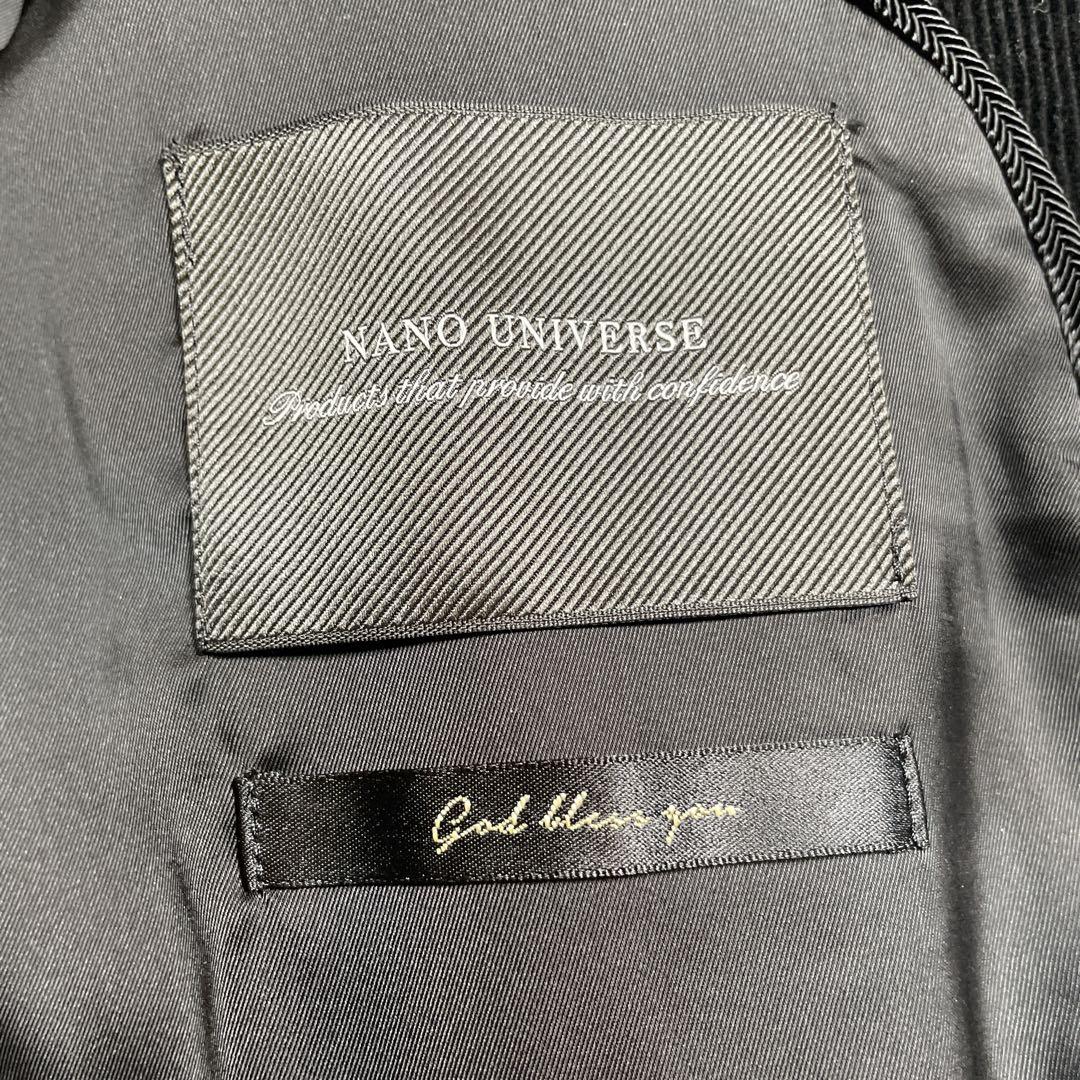 NANO UNIVERSE
Products that provide with confidence
God bless you